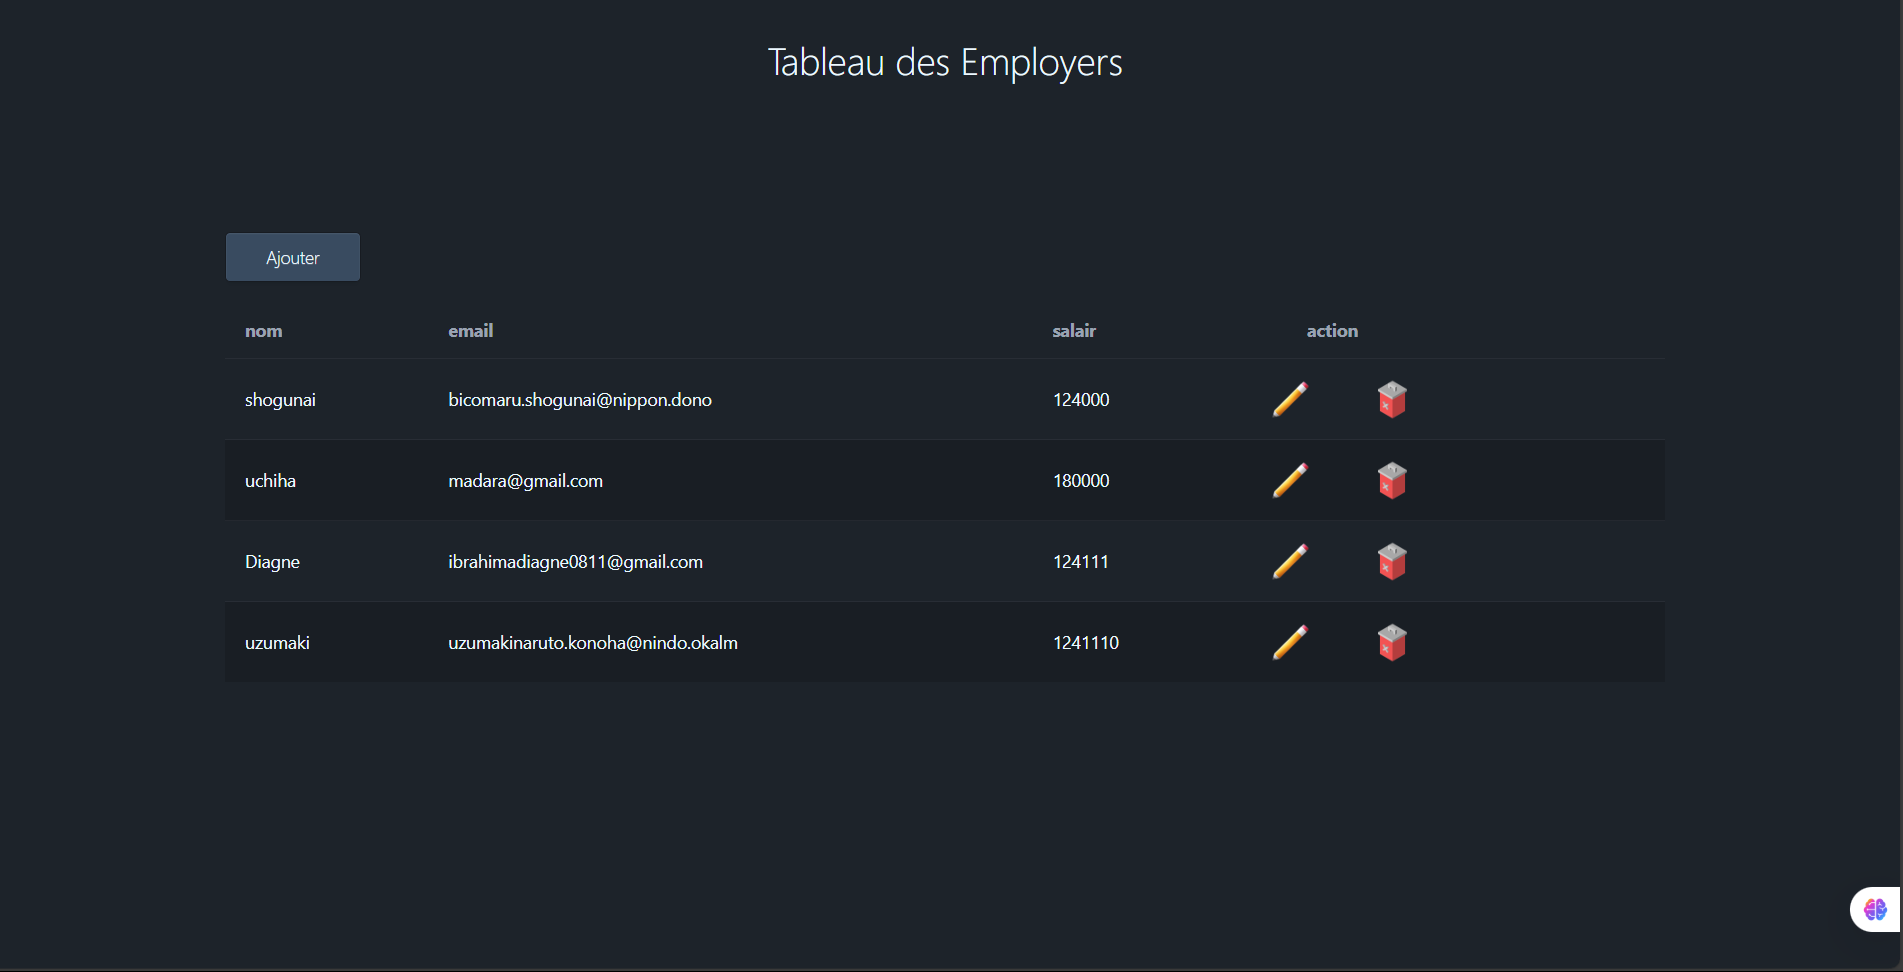 Tableau des Employers
Ajouter
nom email salair action
shogunai bicomaru.shogunai@nippon.dono 124000
uchiha madara@gmail.com 180000
Diagne ibrahimadiagne0811@gmail.com 124111
uzumaki uzumakinaruto.konoha@nindo.okalm 1241110